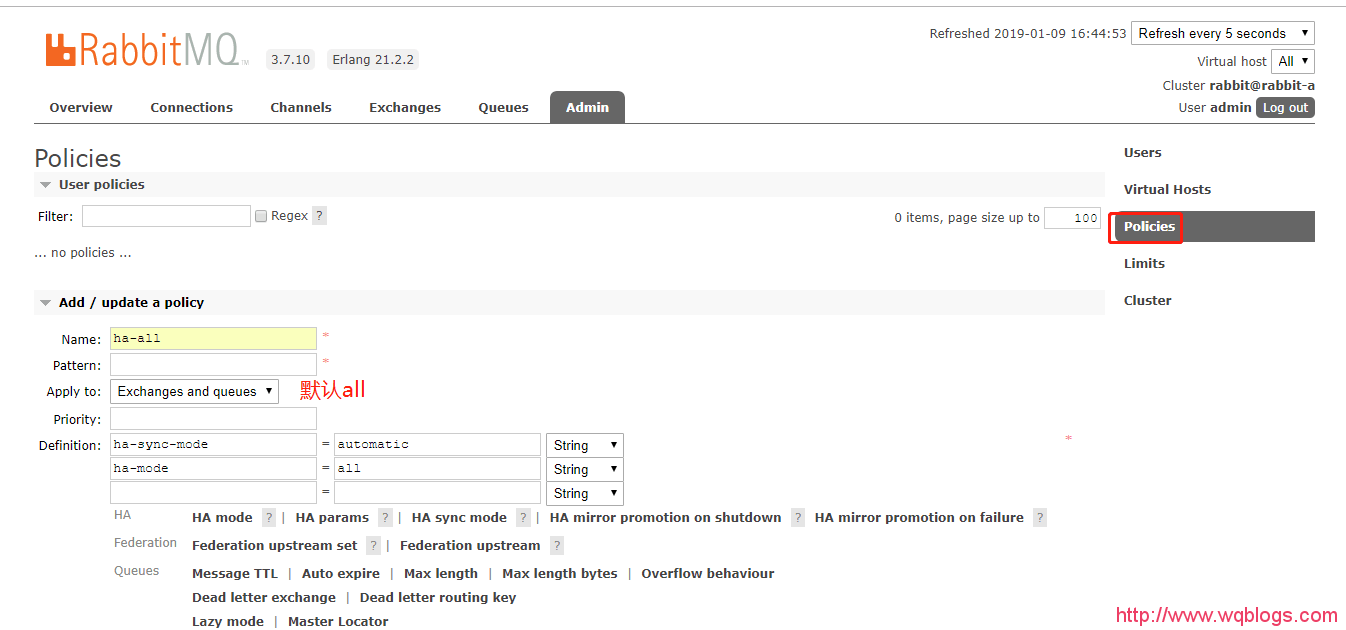 RabbitMQ™ 3.7.10 Erlang 21.2.2
Refreshed 2019-01-09 16:44:53 Refresh every 5 seconds
Virtual host All
Cluster rabbit@rabbit-a
User admin Log out
Overview Connections Channels Exchanges Queues Admin
Policies
User policies
Filter: Regex ? 0 items, page size up to 100
... no policies ...
Add / update a policy
Name: ha-all *
Pattern: *
Apply to: Exchanges and queues 默认all
Priority:
Definition: ha-sync-mode = automatic String *
ha-mode = all String
= String
HA HA mode ? | HA params ? | HA sync mode ? | HA mirror promotion on shutdown ? HA mirror promotion on failure ?
Federation Federation upstream set ? | Federation upstream ?
Queues Message TTL | Auto expire | Max length | Max length bytes | Overflow behaviour
Dead letter exchange | Dead letter routing key
Lazy mode | Master Locator
Users
Virtual Hosts
Policies
Limits
Cluster
http://www.wqblogs.com